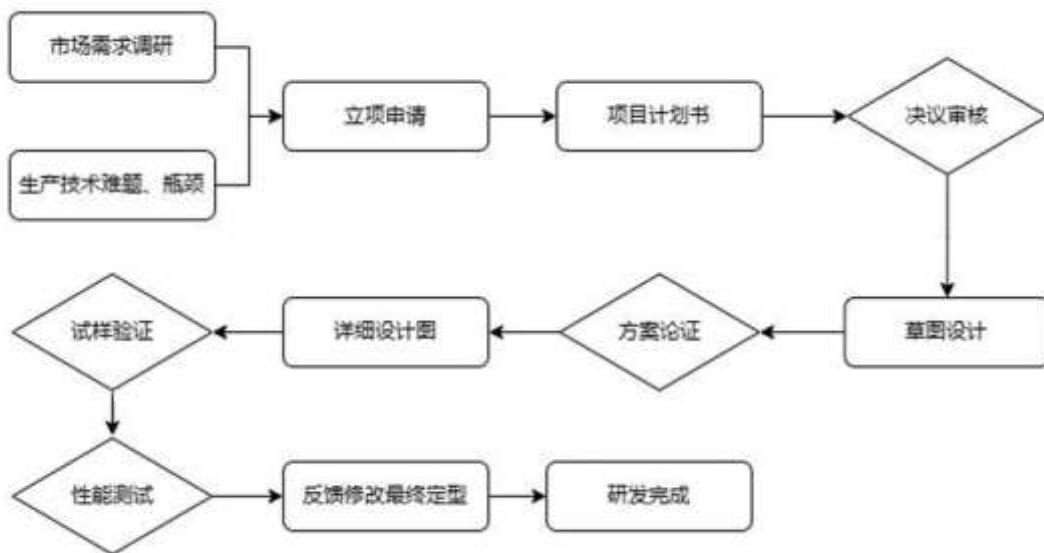 市场需求调研
生产技术难题、瓶颈
立项申请
项目计划书
决议审核
草图设计
方案论证
详细设计图
试样验证
性能测试
反馈修改最终定型
研发完成